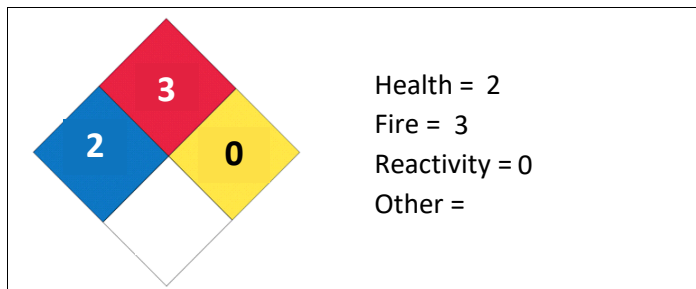 3
2
0
Health = 2
Fire = 3
Reactivity = 0
Other =